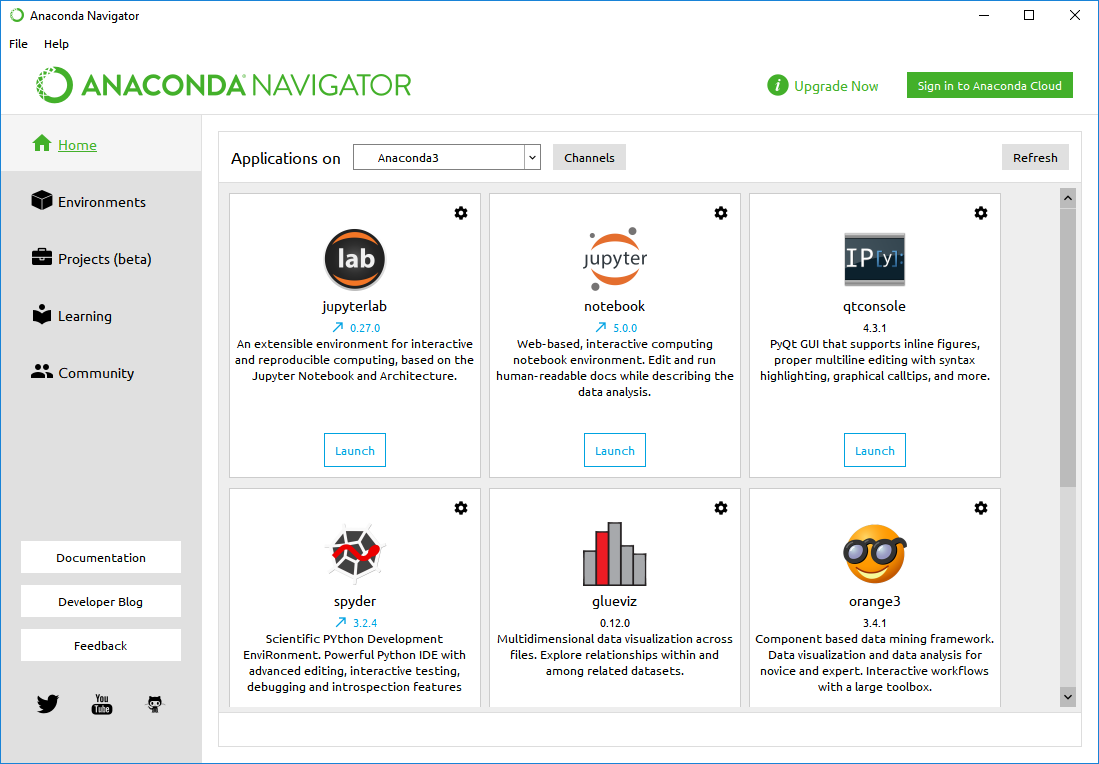 Anaconda Navigator
File Help
ANACONDA NAVIGATOR
i Upgrade Now
Sign in to Anaconda Cloud
Home
Environments
Projects (beta)
Learning
Community
Documentation
Developer Blog
Feedback
You
Tube
Applications on
Anaconda3
Channels
Refresh
lab
jupyterlab
0.27.0
An extensible environment for interactive
and reproducible computing, based on the
Jupyter Notebook and Architecture.
Launch
jupyter
notebook
5.0.0
Web-based, interactive computing
notebook environment. Edit and run
human-readable docs while describing the
data analysis.
Launch
IP[y]:
qtconsole
4.3.1
PyQt GUI that supports inline figures,
proper multiline editing with syntax
highlighting, graphical calltips, and more.
Launch
spyder
3.2.4
Scientific PYthon Development
EnviRonment. Powerful Python IDE with
advanced editing, interactive testing,
debugging and introspection features
glueviz
0.12.0
Multidimensional data visualization across
files. Explore relationships within and
among related datasets.
orange3
3.4.1
Component based data mining framework.
Data visualization and data analysis for
novice and expert. Interactive workflows
with a large toolbox.